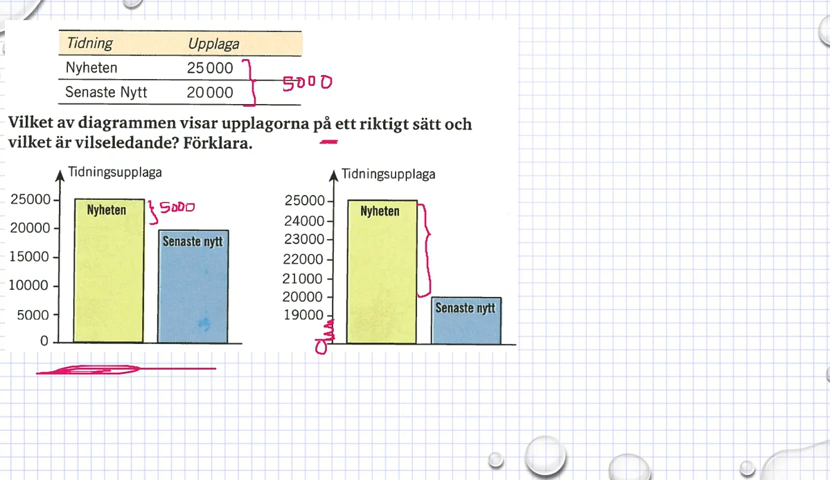 Tidning Upplaga
Nyheten 25000
Senaste Nytt 20000
5000
Vilket av diagrammen visar upplagorna på ett riktigt sätt och
vilket är vilseledande? Förklara.
Tidningsupplaga
25000
20000
15000
10000
5000
0
Nyheten
5000
Senaste nytt
Tidningsupplaga
25000
24000
23000
22000
21000
20000
19000
0
Nyheten
Senaste nytt